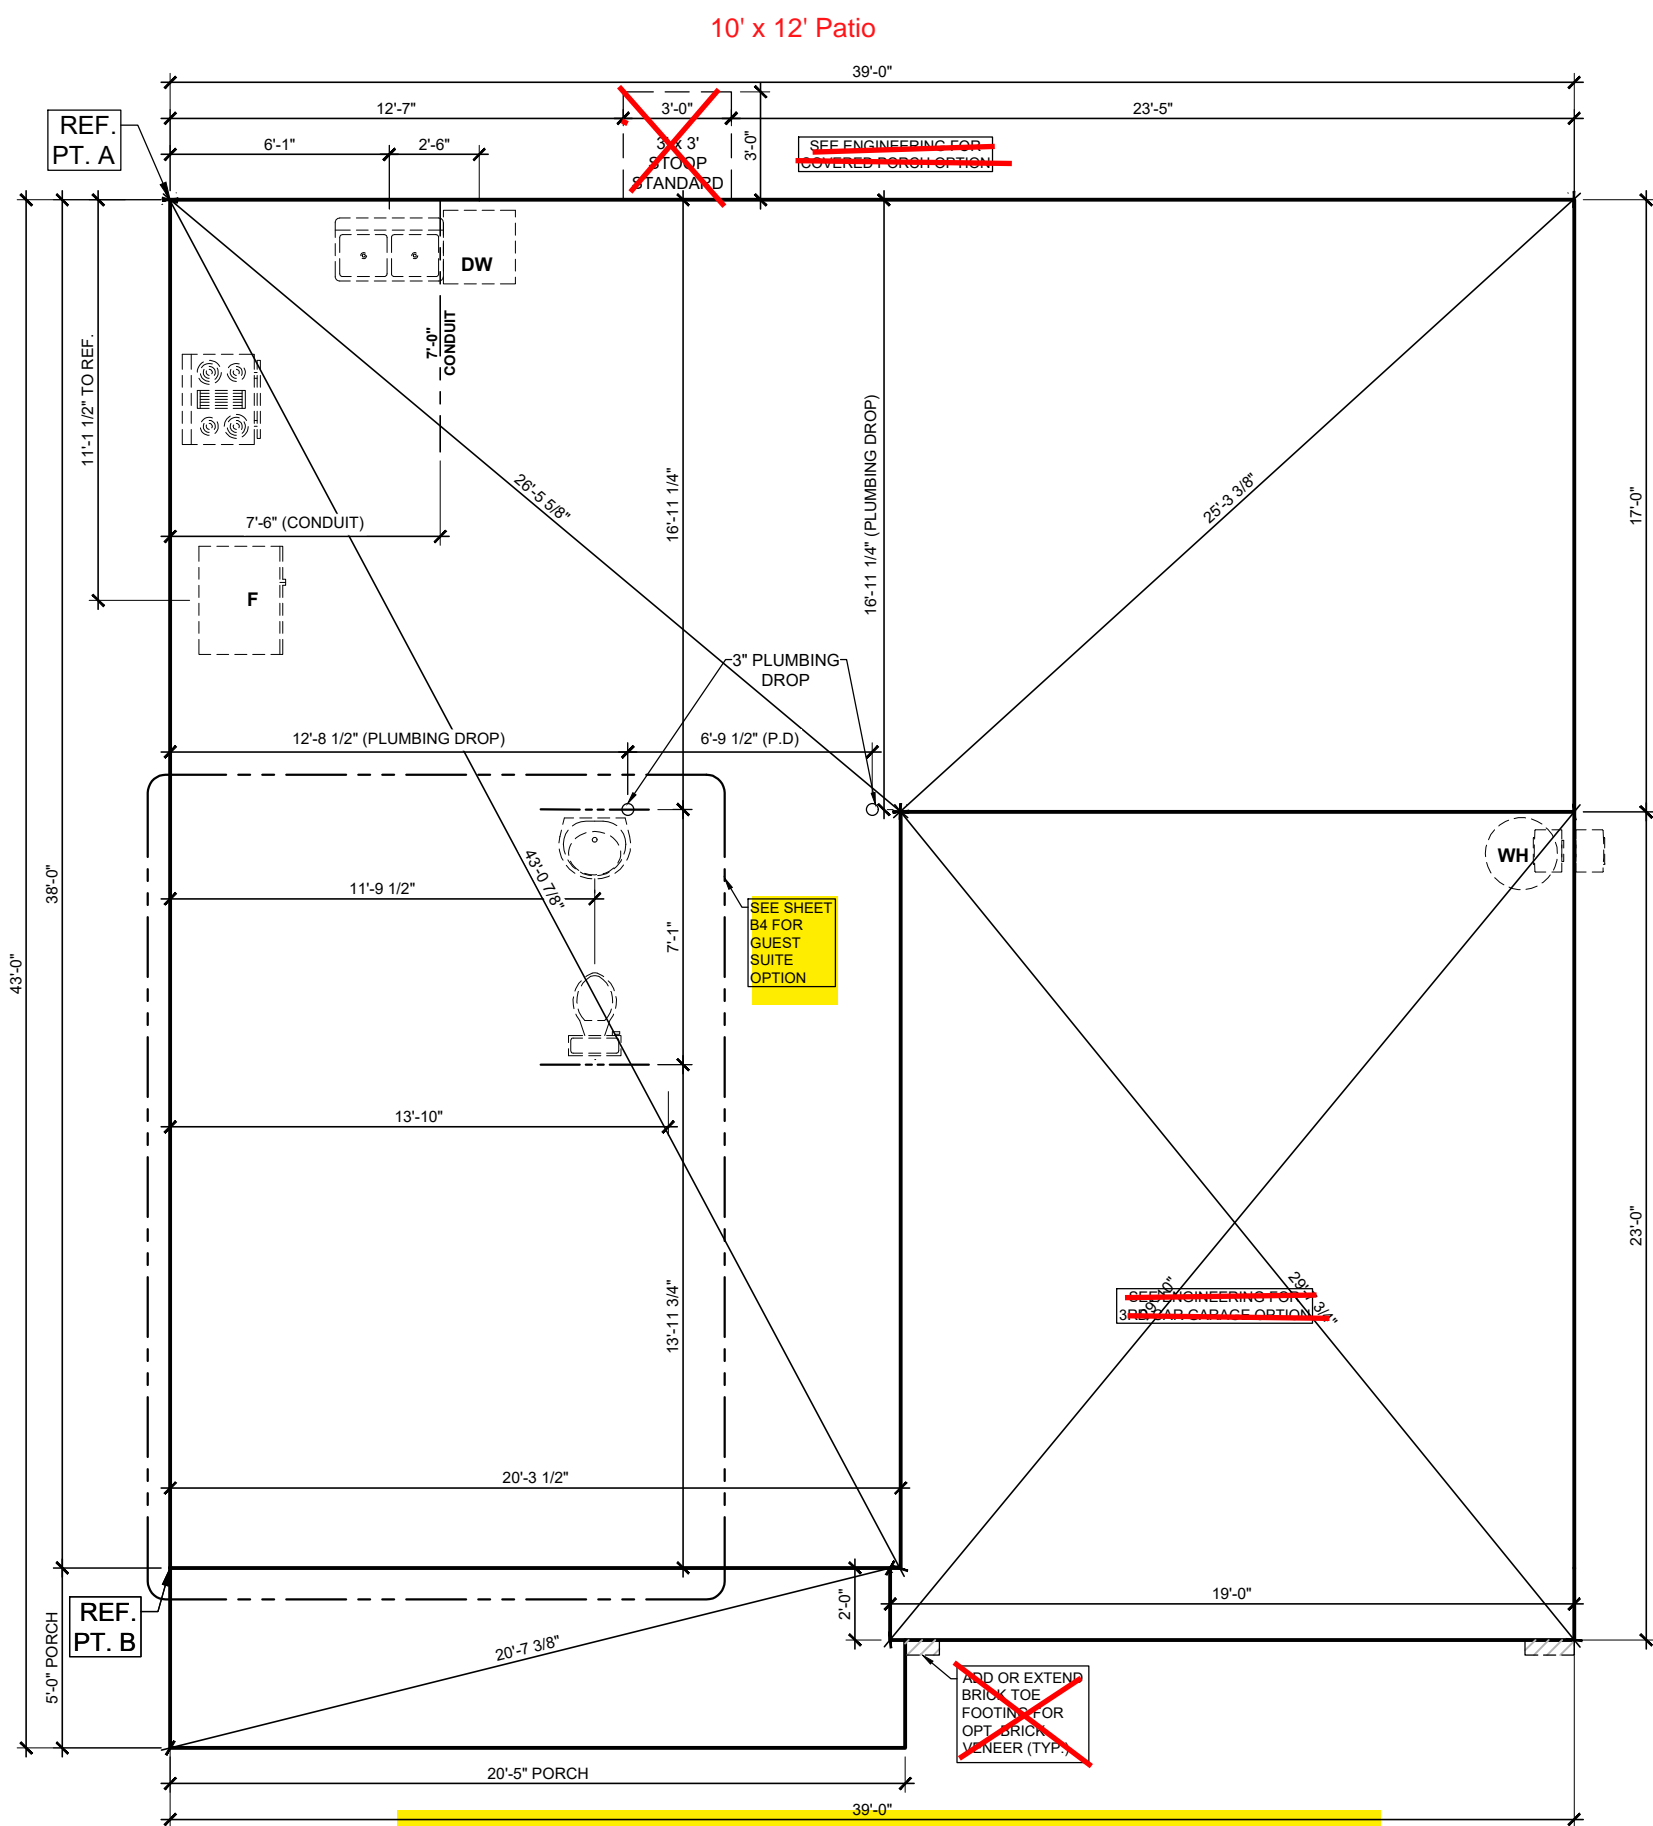 10' x 12' Patio
39'-0"
12'-7"
3'-0"
23'-5"
REF.
PT. A
6'-1"
2'-6"
3' x 3'
STOOP
STANDARD
3'-0"
SEE ENGINEERING FOR
COVERED PORCH OPTION
DW
7'-0"
CONDUIT
11'-1 1/2" TO REF.
26'-5 5/8"
16'-11 1/4"
16'-11 1/4" (PLUMBING DROP)
25'-3 3/8"
17'-0"
7'-6" (CONDUIT)
F
3" PLUMBING
DROP
12'-8 1/2" (PLUMBING DROP)
6'-9 1/2" (P.D)
43'-0 7/8"
WH
38'-0"
11'-9 1/2"
SEE SHEET
B4 FOR
GUEST
SUITE
OPTION
7'-1"
43'-0"
13'-10"
23'-0"
13'-11 3/4"
SEE ENGINEERING FOR
3RD CAR GARAGE OPTION
20'-3 1/2"
19'-0"
2'-0"
REF.
PT. B
5'-0" PORCH
20'-7 3/8"
ADD OR EXTEND
BRICK TOE
FOOTING FOR
OPT. BRICK
VENEER (TYP.)
20'-5" PORCH
39'-0"